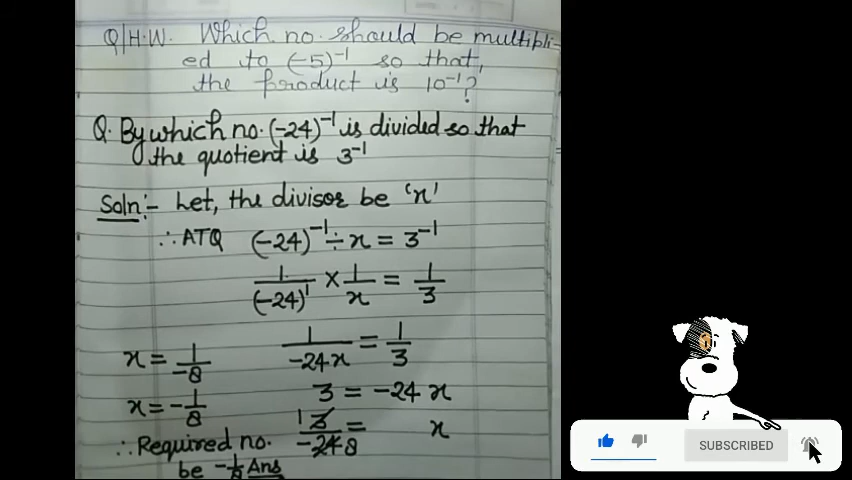 Q|H.W. Which no. should be multipli-
ed to (-5)⁻¹ so that,
the product is 10⁻¹?
Q. By which no. (-24)⁻¹ is divided so that
the quotient is 3⁻¹
Soln:- Let, the divisor be 'x'
∴ ATQ (-24)⁻¹ ÷ x = 3⁻¹
1/(-24)¹ × 1/x = 1/3
1/-24x = 1/3
3 = -24x
1 3/-24 8 = x
x = 1/-8
x = -1/8
∴ Required no.
be -1/8 Ans
SUBSCRIBED